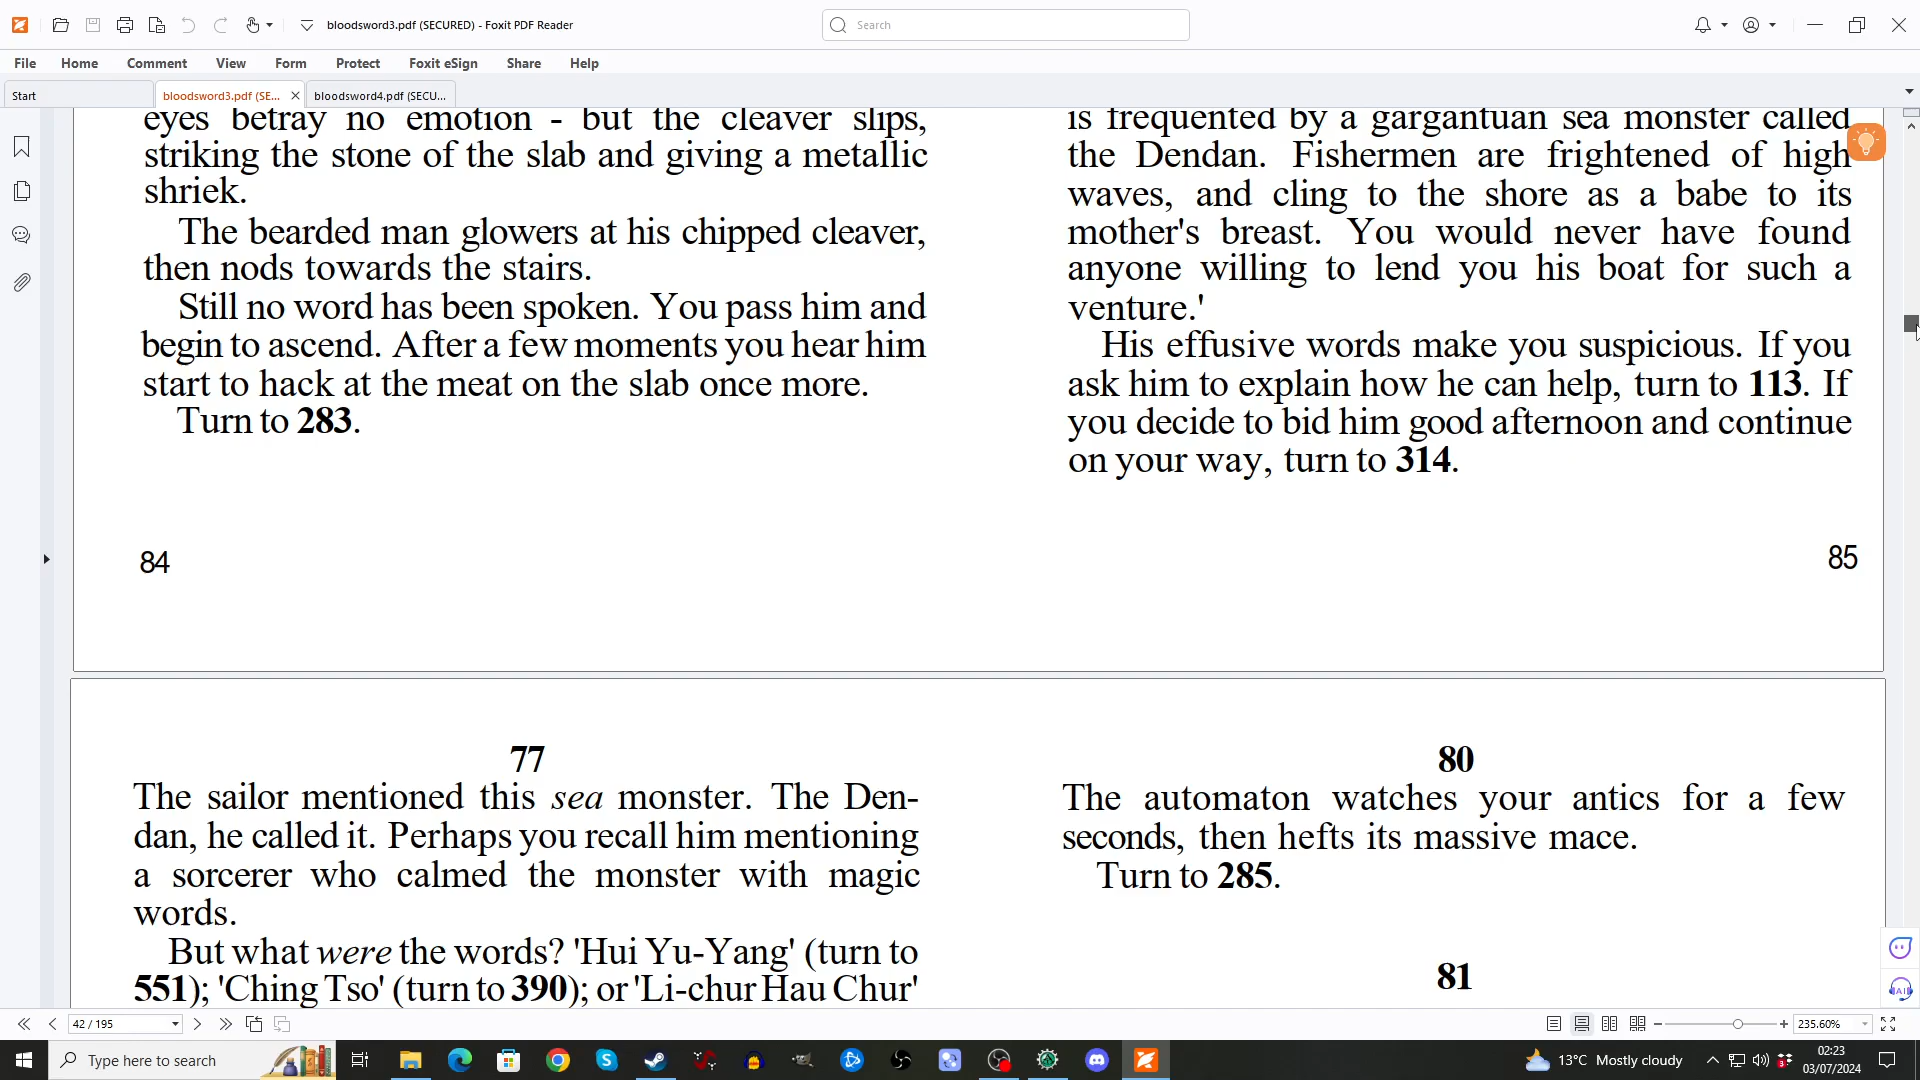 bloodsword3.pdf (SECURED) - Foxit PDF Reader
Search
File Home Comment View Form Protect Foxit eSign Share Help
Start
bloodsword3.pdf (SE...
bloodsword4.pdf (SECU...
eyes betray no emotion - but the cleaver slips,
striking the stone of the slab and giving a metallic
shriek.
The bearded man glowers at his chipped cleaver,
then nods towards the stairs.
Still no word has been spoken. You pass him and
begin to ascend. After a few moments you hear him
start to hack at the meat on the slab once more.
Turn to 283.
84
is frequented by a gargantuan sea monster called
the Dendan. Fishermen are frightened of high
waves, and cling to the shore as a babe to its
mother's breast. You would never have found
anyone willing to lend you his boat for such a
venture.'
His effusive words make you suspicious. If you
ask him to explain how he can help, turn to 113. If
you decide to bid him good afternoon and continue
on your way, turn to 314.
85
77
The sailor mentioned this sea monster. The Den-
dan, he called it. Perhaps you recall him mentioning
a sorcerer who calmed the monster with magic
words.
But what were the words? 'Hui Yu-Yang' (turn to
551); 'Ching Tso' (turn to 390); or 'Li-chur Hau Chur'
80
The automaton watches your antics for a few
seconds, then hefts its massive mace.
Turn to 285.
81
AI
42 / 195
235.60%
Type here to search
13°C Mostly cloudy
02:23
03/07/2024